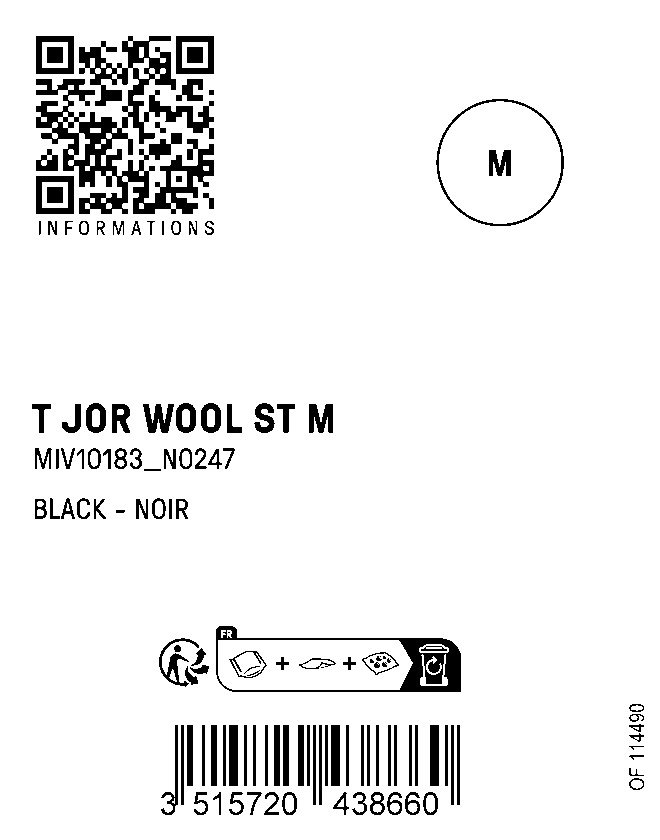 INFORMATIONS
M
T JOR WOOL ST M
MIV10183_N0247
BLACK - NOIR
FR
3 515720 438660
OF 114490